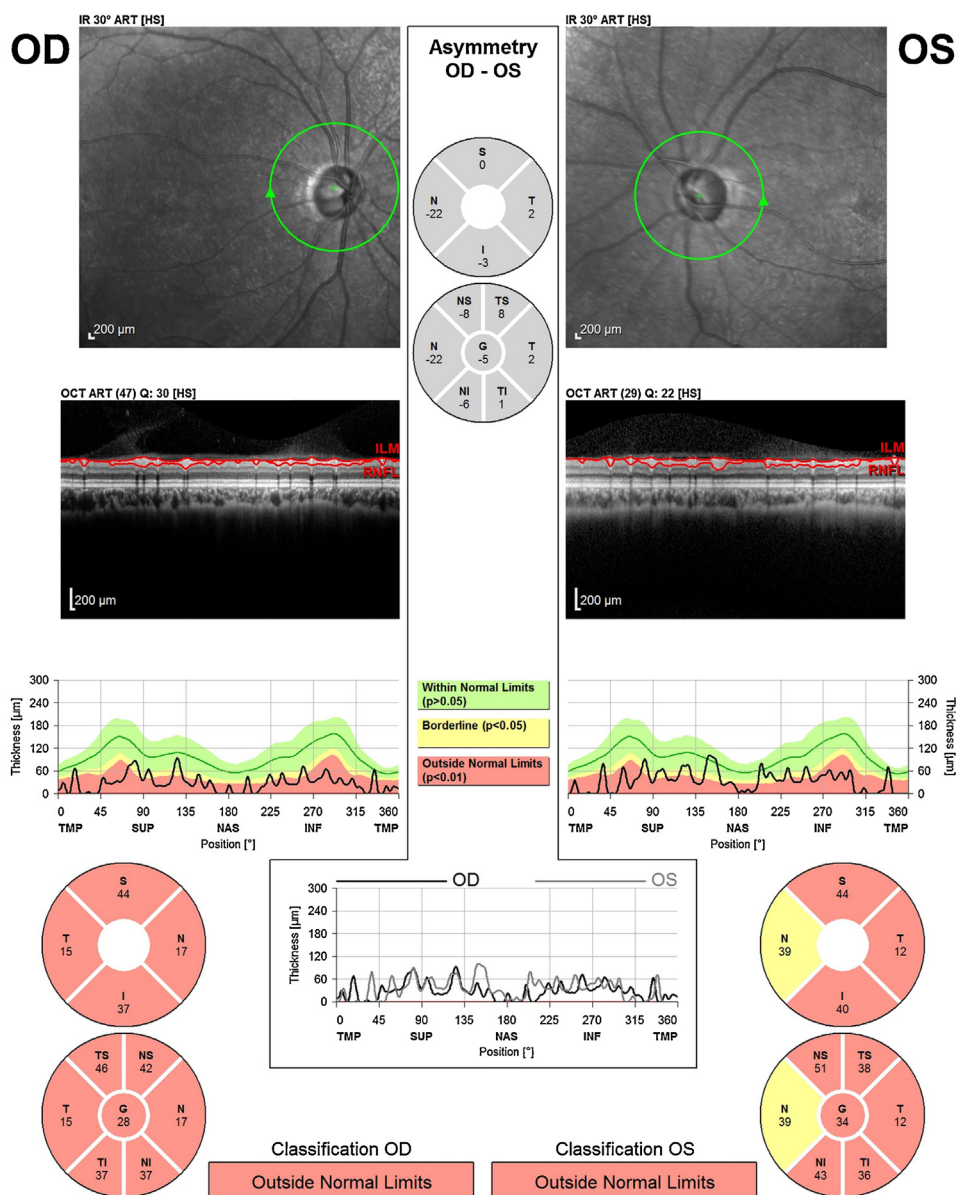 IR 30° ART [HS]
OD
200 µm
Asymmetry
OD - OS
IR 30° ART [HS]
OS
200 µm
S
0
N
-22
T
2
I
-3
NS
-8
TS
8
N
-22
G
-5
T
2
NI
-6
TI
1
OCT ART (47) Q: 30 [HS]
ILM
RNFL
200 µm
OCT ART (29) Q: 22 [HS]
ILM
RNFL
200 µm
Thickness [µm]
300
240
180
120
60
0
0 45 90 135 180 225 270 315 360
TMP SUP NAS INF TMP
Position [°]
Within Normal Limits
(p>0.05)
Borderline (p<0.05)
Outside Normal Limits
(p<0.01)
300
240
180
120
60
0
Thickness [µm]
0 45 90 135 180 225 270 315 360
TMP SUP NAS INF TMP
Position [°]
S
44
T
15
N
17
I
37
TS
46
NS
42
T
15
G
28
N
17
TI
37
NI
37
OD
OS
Thickness [µm]
300
240
180
120
60
0
0 45 90 135 180 225 270 315 360
TMP SUP NAS INF TMP
Position [°]
S
44
N
39
T
12
I
40
NS
51
TS
38
N
39
G
34
T
12
NI
43
TI
36
Classification OD
Outside Normal Limits
Classification OS
Outside Normal Limits